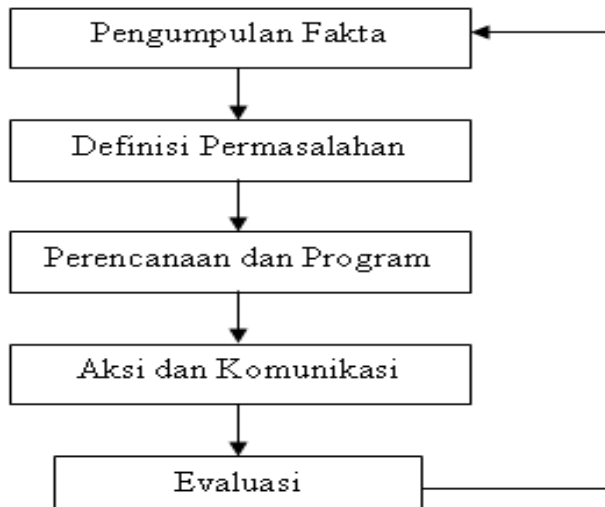 Pengumpulan Fakta
Definisi Permasalahan
Perencanaan dan Program
Aksi dan Komunikasi
Evaluasi